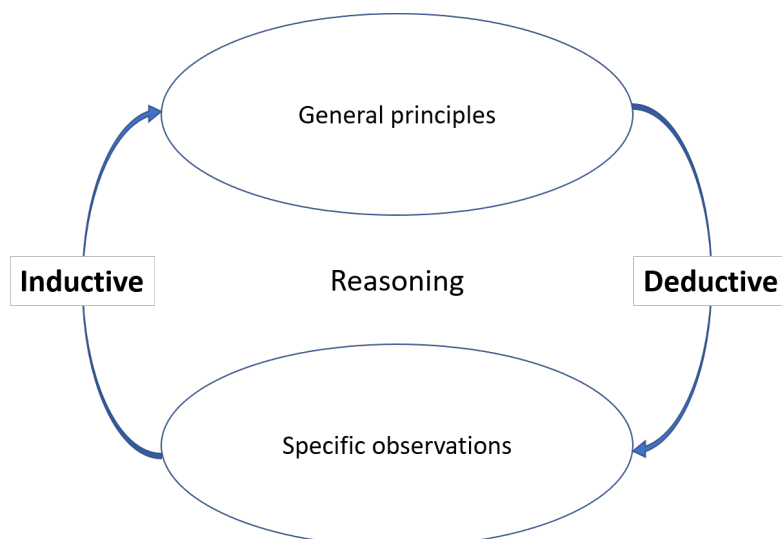 General principles
Inductive
Reasoning
Deductive
Specific observations